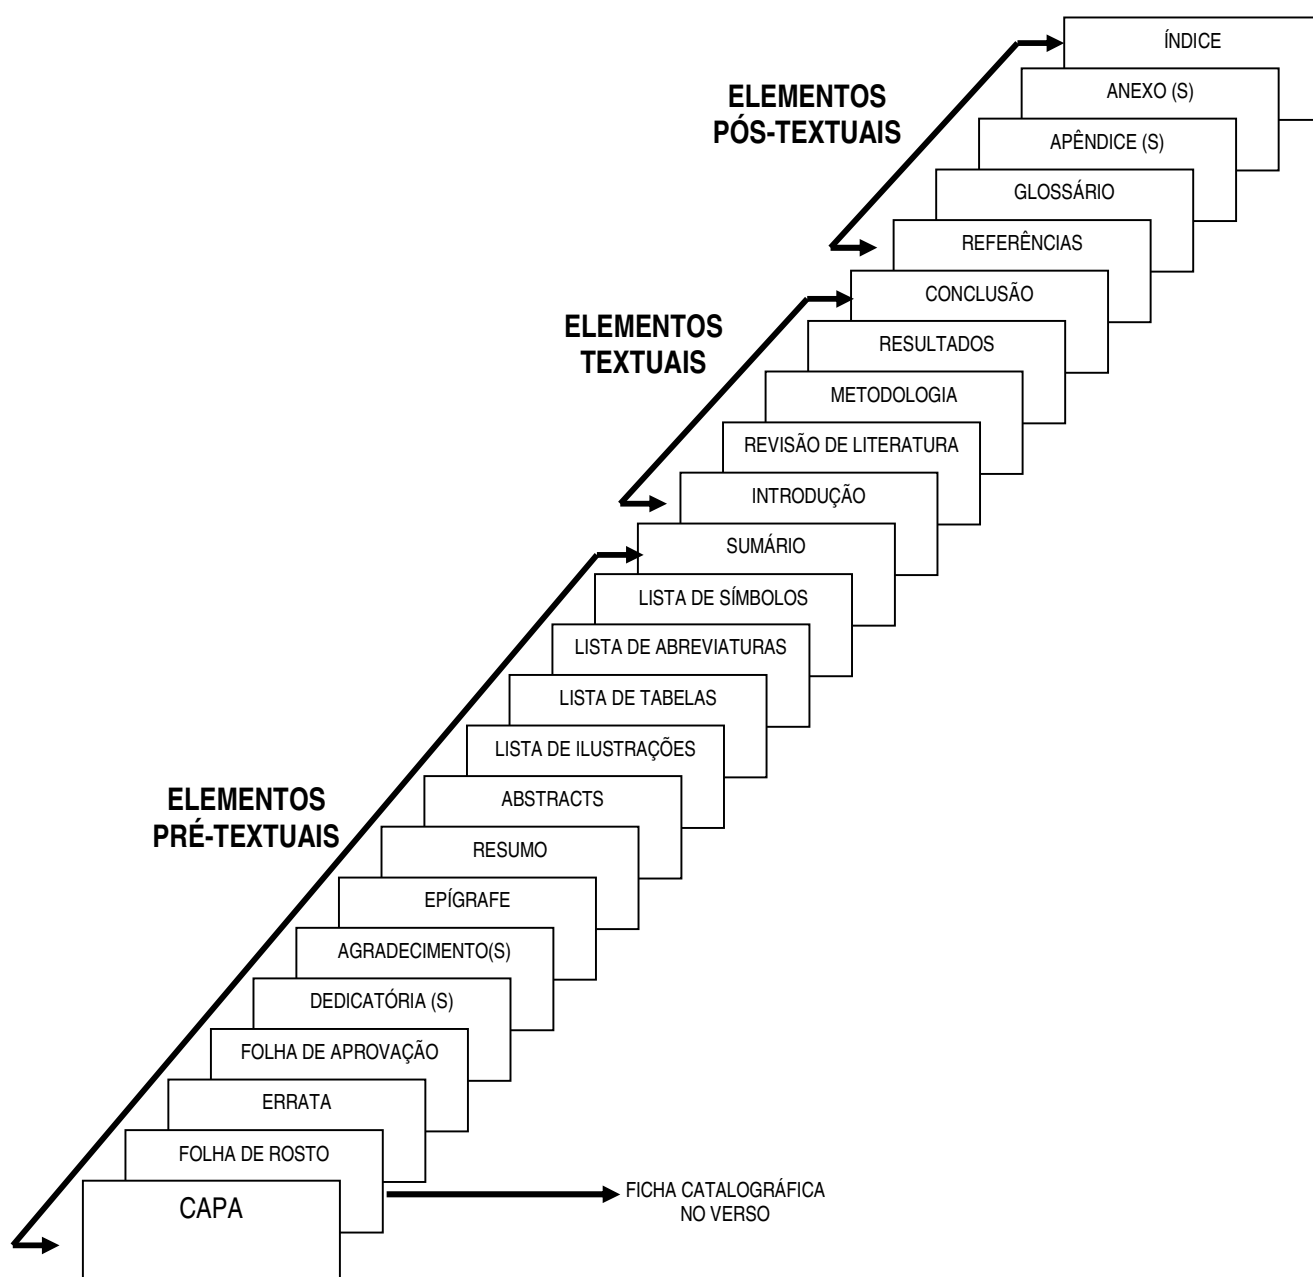 ÍNDICE
ANEXO (S)
ELEMENTOS
PÓS-TEXTUAIS
APÊNDICE (S)
GLOSSÁRIO
REFERÊNCIAS
CONCLUSÃO
ELEMENTOS
TEXTUAIS
RESULTADOS
METODOLOGIA
REVISÃO DE LITERATURA
INTRODUÇÃO
SUMÁRIO
LISTA DE SÍMBOLOS
LISTA DE ABREVIATURAS
LISTA DE TABELAS
LISTA DE ILUSTRAÇÕES
ELEMENTOS
PRÉ-TEXTUAIS
ABSTRACTS
RESUMO
EPÍGRAFE
AGRADECIMENTO(S)
DEDICATÓRIA (S)
FOLHA DE APROVAÇÃO
ERRATA
FOLHA DE ROSTO
CAPA
FICHA CATALOGRÁFICA
NO VERSO